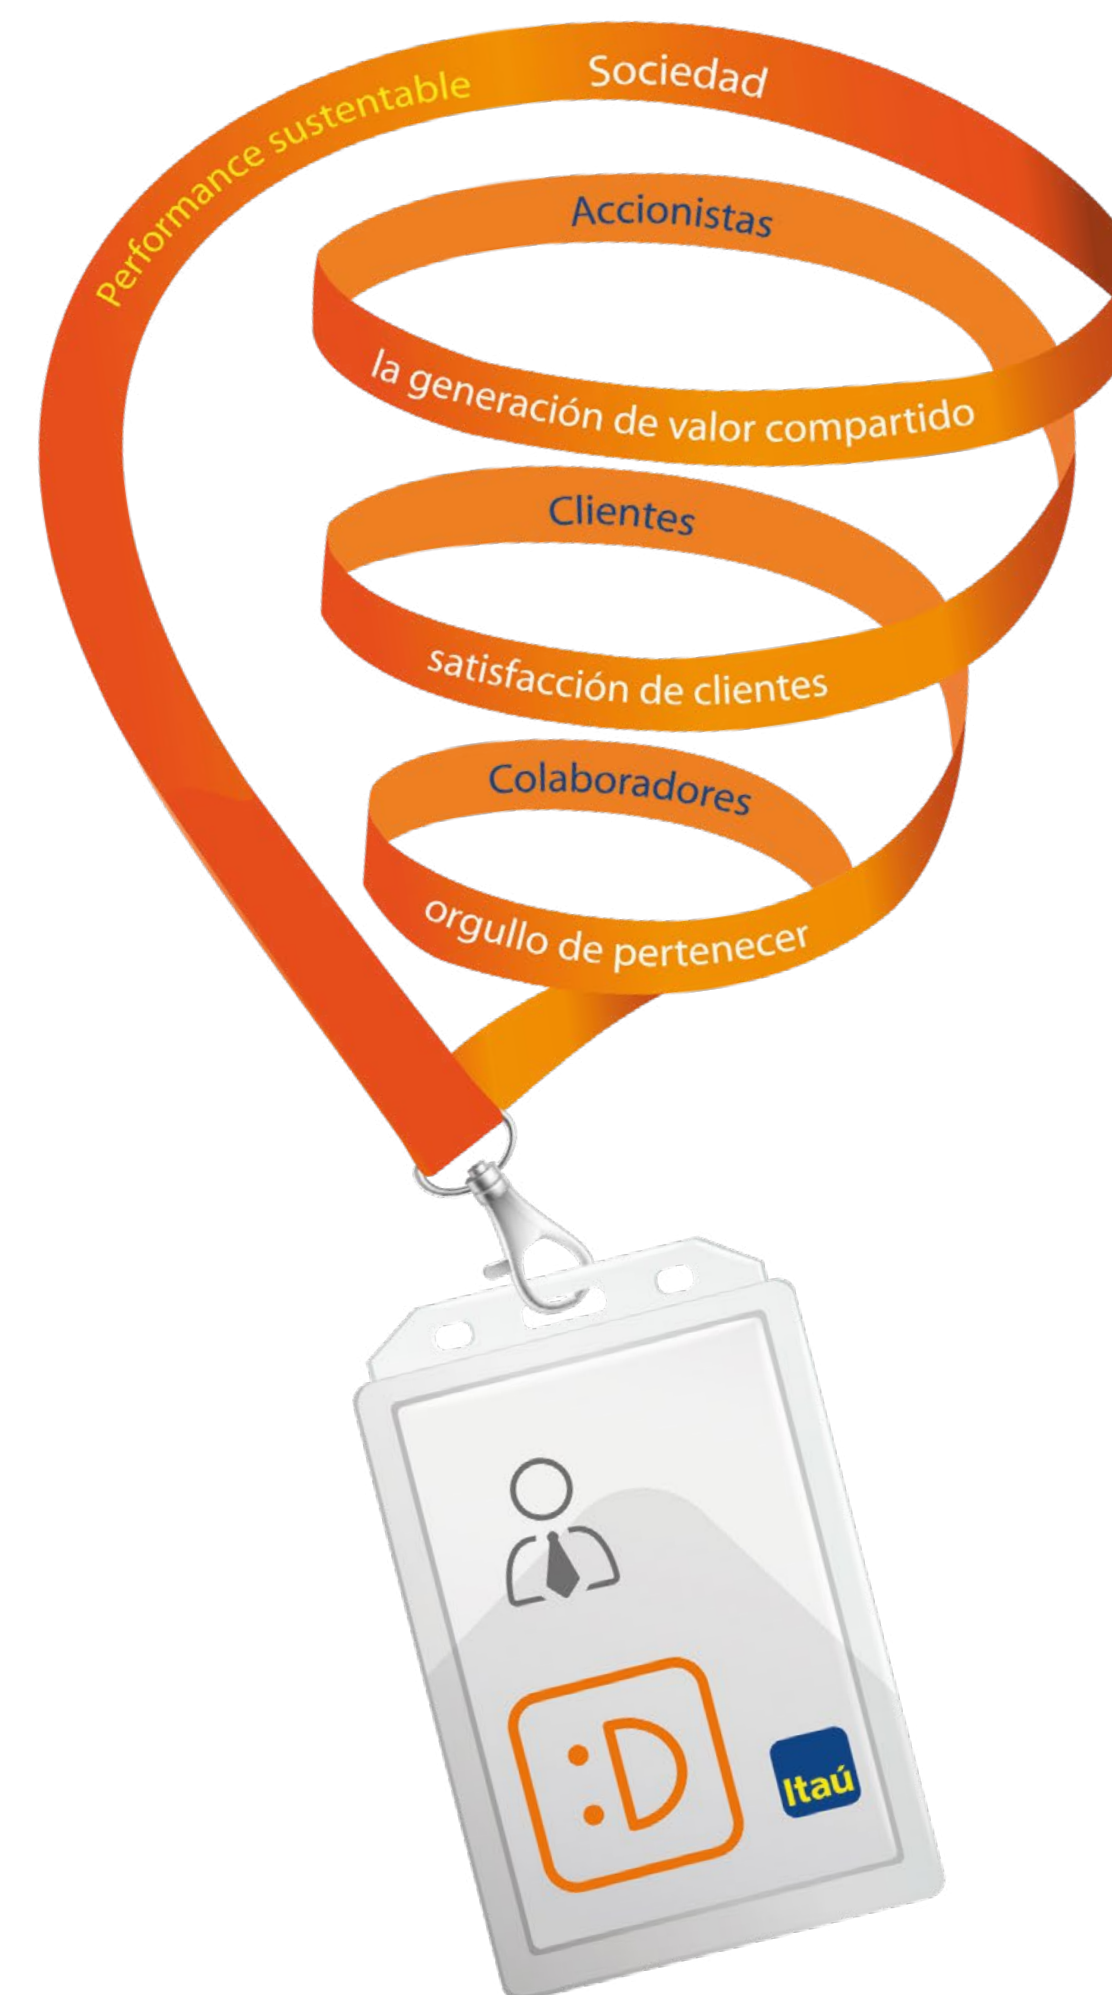 Performance sustentable
Sociedad
Accionistas
la generación de valor compartido
Clientes
satisfacción de clientes
Colaboradores
orgullo de pertenecer
:D
Itaú